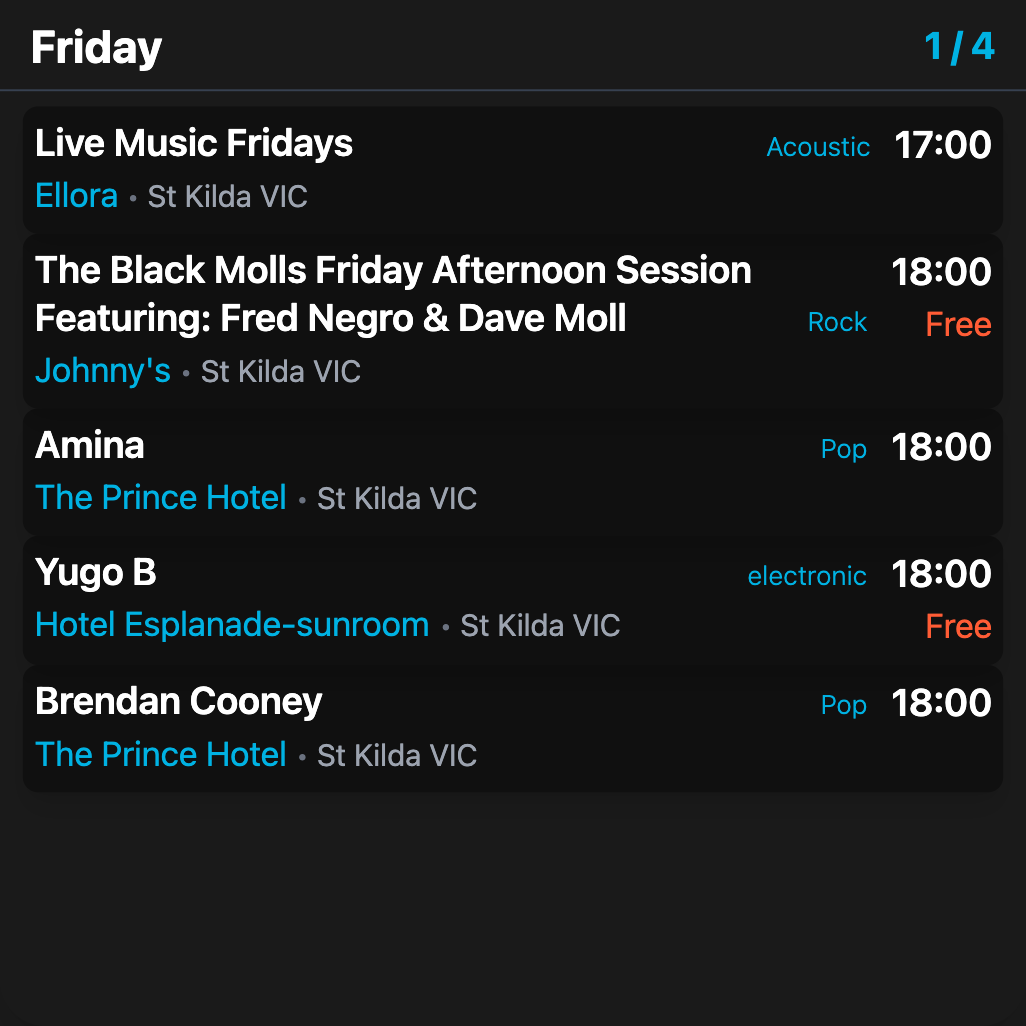 Friday 1 / 4
Live Music Fridays Acoustic 17:00
Ellora • St Kilda VIC
The Black Molls Friday Afternoon Session 18:00
Featuring: Fred Negro & Dave Moll Rock Free
Johnny's • St Kilda VIC
Amina Pop 18:00
The Prince Hotel • St Kilda VIC
Yugo B electronic 18:00
Hotel Esplanade-sunroom • St Kilda VIC Free
Brendan Cooney Pop 18:00
The Prince Hotel • St Kilda VIC